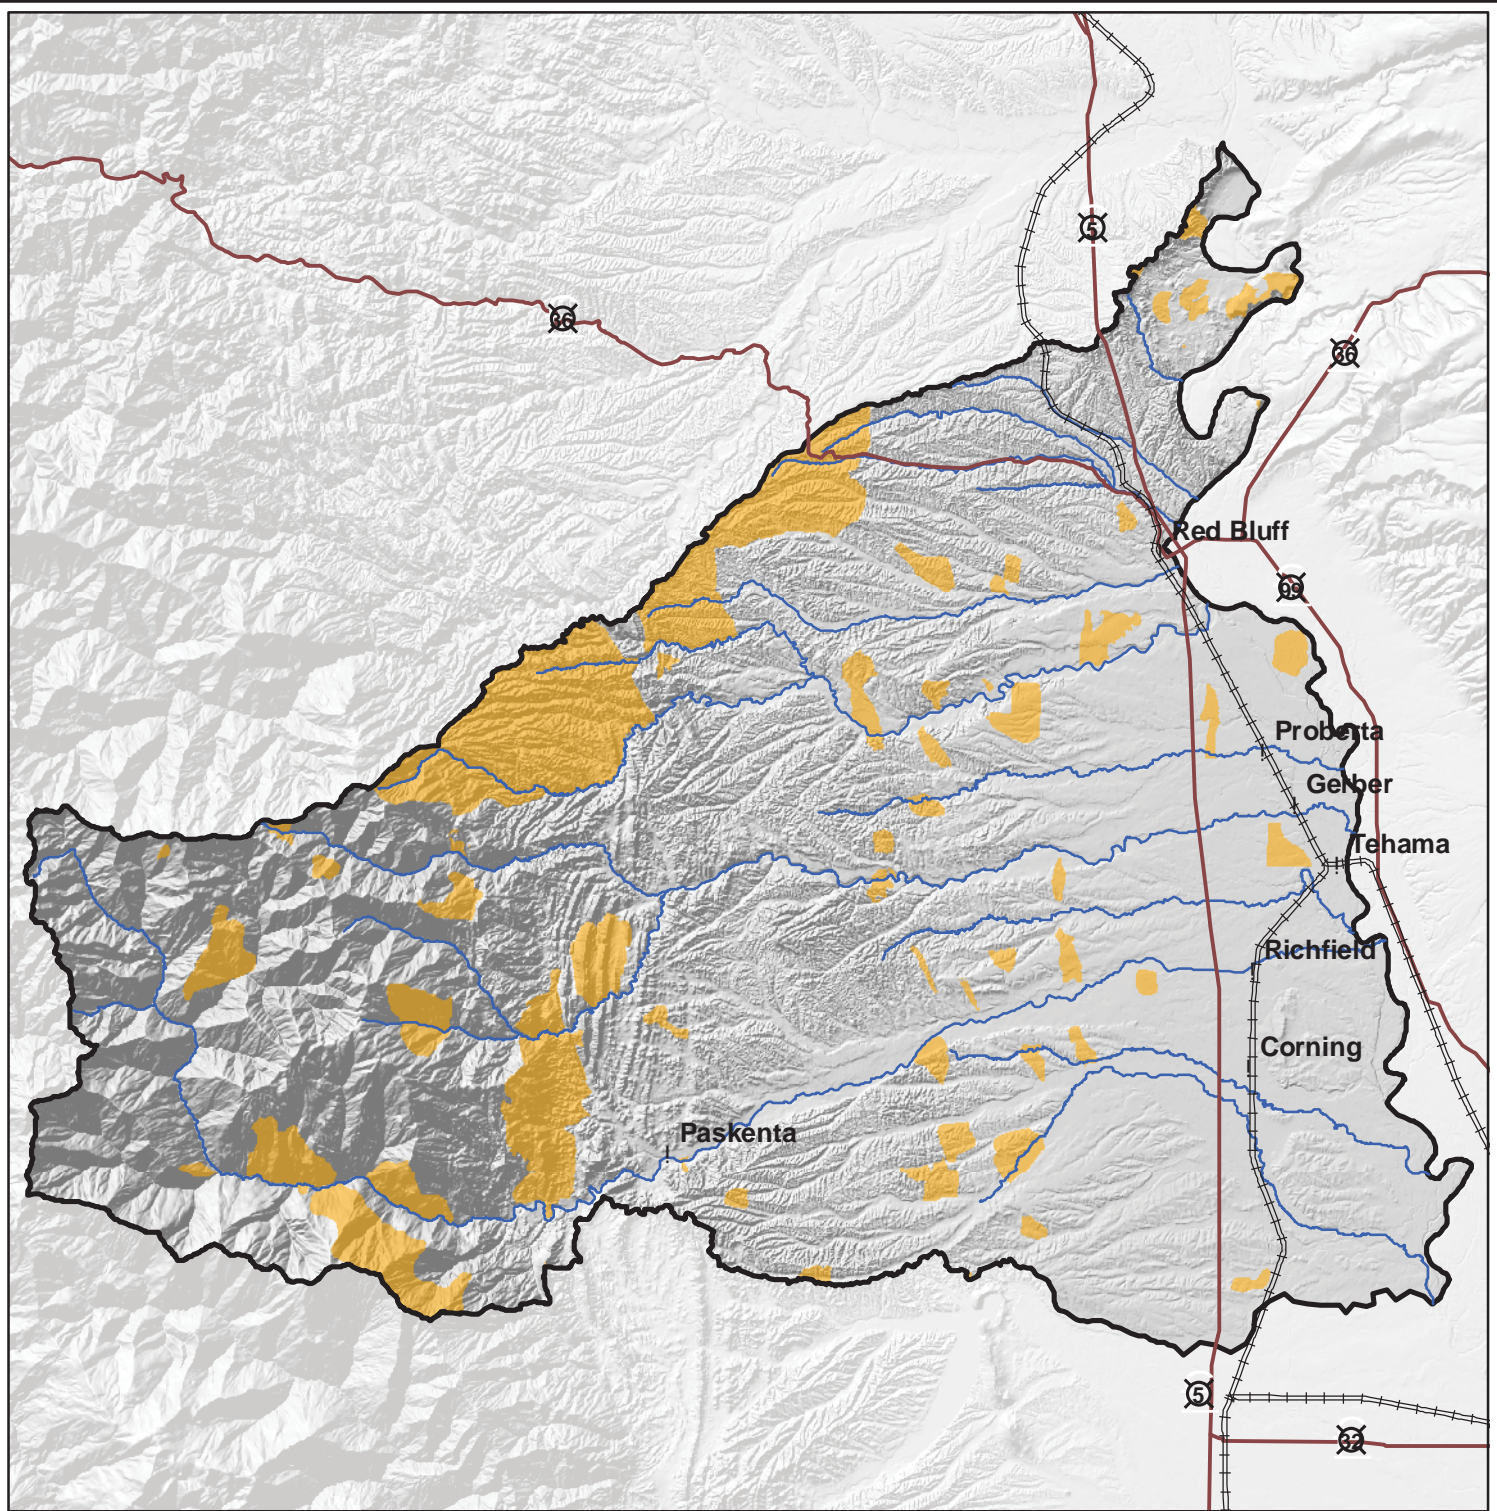 5
36
36
Red Bluff
99
Proberta
Gerber
Tehama
Richfield
Corning
Paskenta
5
32